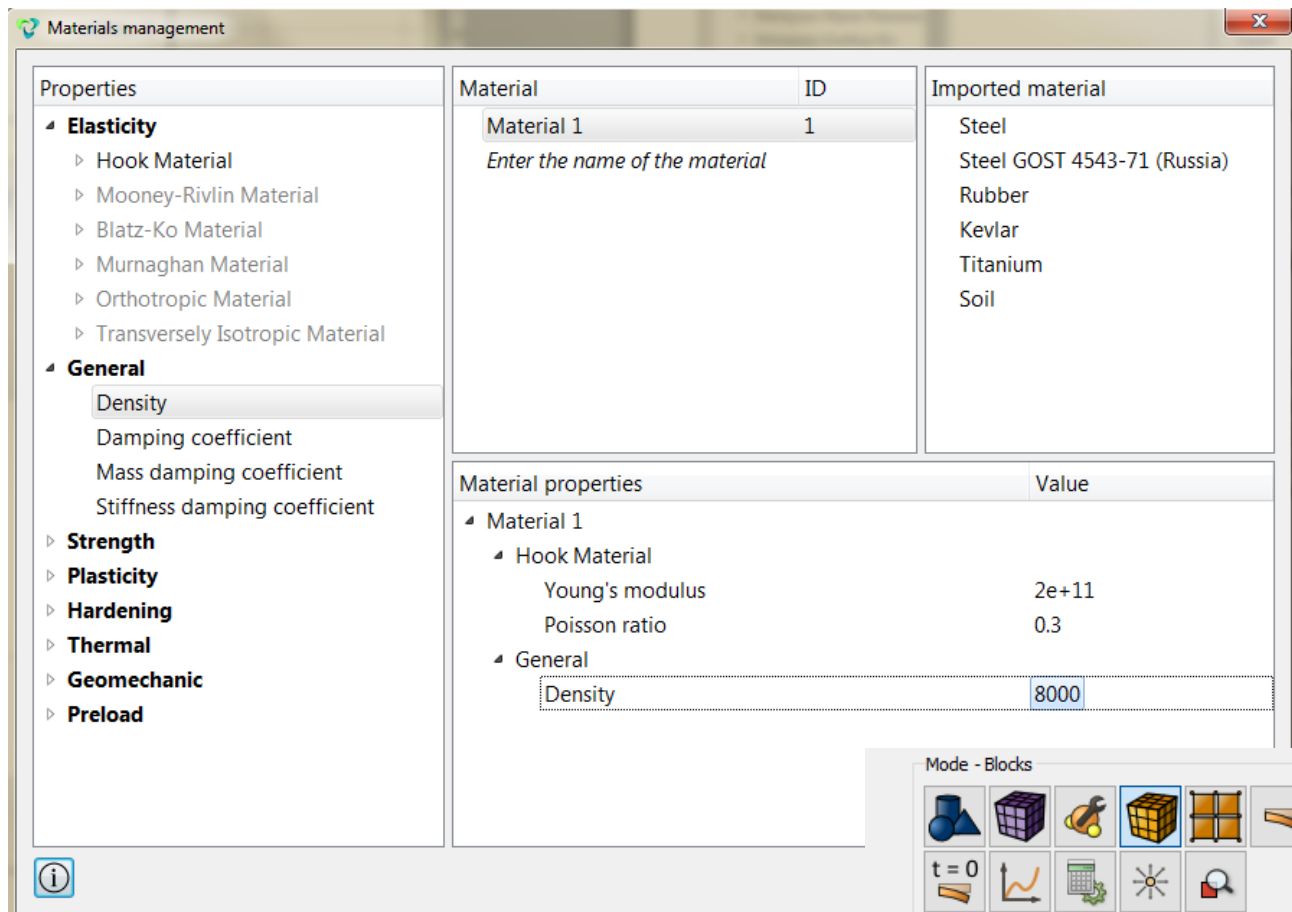 Materials management
x
Properties
Elasticity
Hook Material
Mooney-Rivlin Material
Blatz-Ko Material
Murnaghan Material
Orthotropic Material
Transversely Isotropic Material
General
Density
Damping coefficient
Mass damping coefficient
Stiffness damping coefficient
Strength
Plasticity
Hardening
Thermal
Geomechanic
Preload
Material ID
Material 1 1
Enter the name of the material
Imported material
Steel
Steel GOST 4543-71 (Russia)
Rubber
Kevlar
Titanium
Soil
Material properties Value
Material 1
Hook Material
Young's modulus 2e+11
Poisson ratio 0.3
General
Density 8000
Mode - Blocks
t = 0